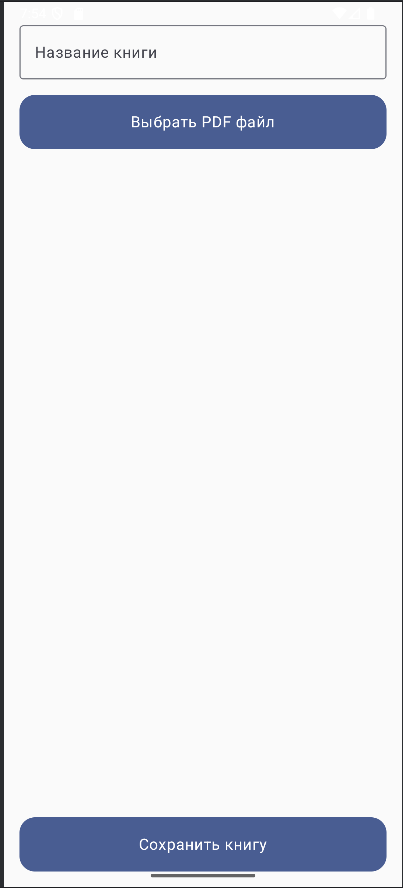 Название книги
Выбрать PDF файл
Сохранить книгу